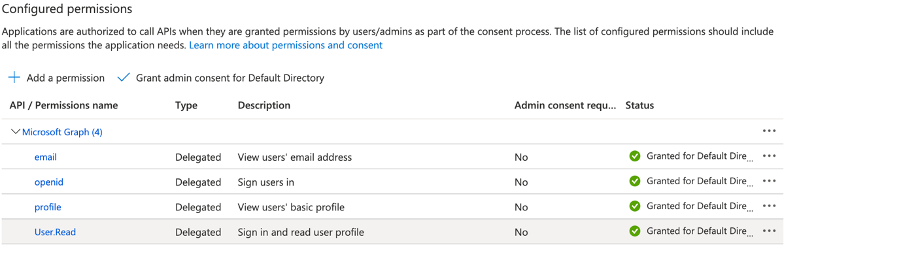 Configured permissions
Applications are authorized to call APIs when they are granted permissions by users/admins as part of the consent process. The list of configured permissions should include
all the permissions the application needs. Learn more about permissions and consent
Add a permission Grant admin consent for Default Directory
API / Permissions name Type Description Admin consent requ... Status
Microsoft Graph (4) ...
email Delegated View users' email address No Granted for Default Dire... ...
openid Delegated Sign users in No Granted for Default Dire... ...
profile Delegated View users' basic profile No Granted for Default Dire... ...
User.Read Delegated Sign in and read user profile No Granted for Default Dire... ...